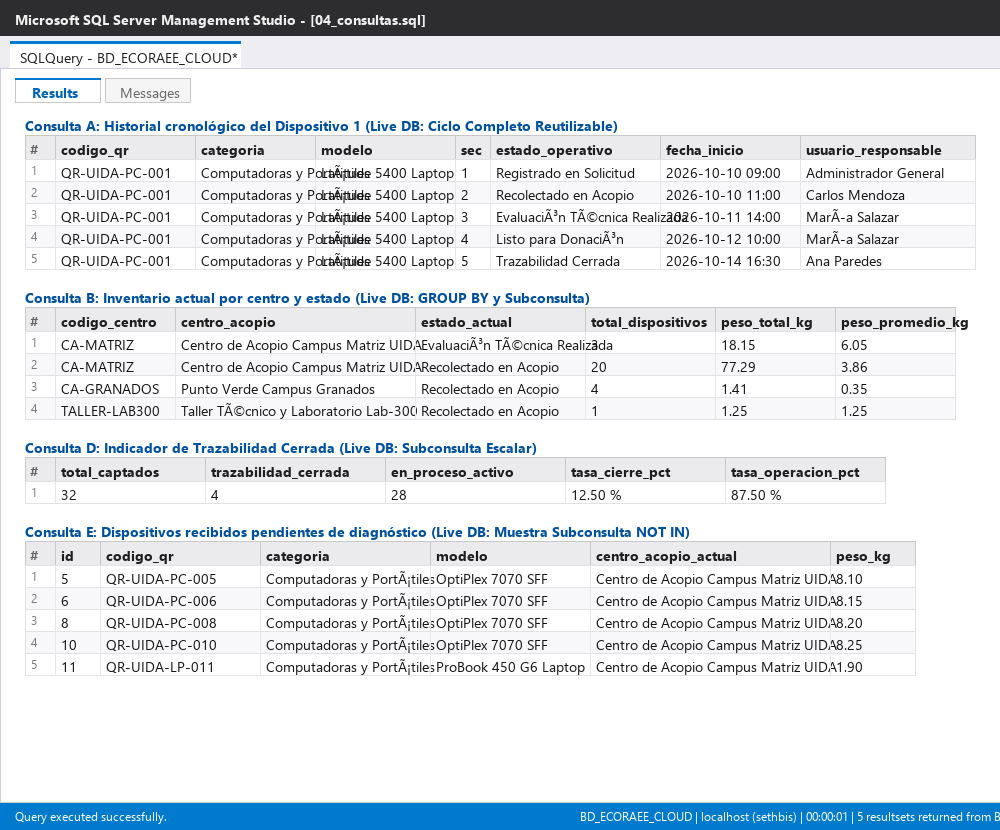 Microsoft SQL Server Management Studio - [04_consultas.sql]
SQLQuery - BD_ECORAEE_CLOUD*
Results Messages
Consulta A: Historial cronológico del Dispositivo 1 (Live DB: Ciclo Completo Reutilizable)
# codigo_qr categoria modelo sec estado_operativo fecha_inicio usuario_responsable
1 QR-UIDA-PC-001 Computadoras y Latitude 5400 Laptop 1 Registrado en Solicitud 2026-10-10 09:00 Administrador General
2 QR-UIDA-PC-001 Computadoras y Latitude 5400 Laptop 2 Recolectado en Acopio 2026-10-10 11:00 Carlos Mendoza
3 QR-UIDA-PC-001 Computadoras y Latitude 5400 Laptop 3 EvaluaciÃ³n TÃ©cnica Realizada 2026-10-11 14:00 MarÃ-a Salazar
4 QR-UIDA-PC-001 Computadoras y Latitude 5400 Laptop 4 Listo para DonaciÃ³n 2026-10-12 10:00 MarÃ-a Salazar
5 QR-UIDA-PC-001 Computadoras y Latitude 5400 Laptop 5 Trazabilidad Cerrada 2026-10-14 16:30 Ana Paredes
Consulta B: Inventario actual por centro y estado (Live DB: GROUP BY y Subconsulta)
# codigo_centro centro_acopio estado_actual total_dispositivos peso_total_kg peso_promedio_kg
1 CA-MATRIZ Centro de Acopio Campus Matriz UIDA EvaluaciÃ³n TÃ©cnica Realizada 3 18.15 6.05
2 CA-MATRIZ Centro de Acopio Campus Matriz UIDA Recolectado en Acopio 20 77.29 3.86
3 CA-GRANADOS Punto Verde Campus Granados Recolectado en Acopio 4 1.41 0.35
4 TALLER-LAB300 Taller TÃ©cnico y Laboratorio Lab-300 Recolectado en Acopio 1 1.25 1.25
Consulta D: Indicador de Trazabilidad Cerrada (Live DB: Subconsulta Escalar)
# total_captados trazabilidad_cerrada en_proceso_activo tasa_cierre_pct tasa_operacion_pct
1 32 4 28 12.50 % 87.50 %
Consulta E: Dispositivos recibidos pendientes de diagnóstico (Live DB: Muestra Subconsulta NOT IN)
# id codigo_qr categoria modelo centro_acopio_actual peso_kg
1 5 QR-UIDA-PC-005 Computadoras y PortÃ¡tiles OptiPlex 7070 SFF Centro de Acopio Campus Matriz UIDA 8.10
2 6 QR-UIDA-PC-006 Computadoras y PortÃ¡tiles OptiPlex 7070 SFF Centro de Acopio Campus Matriz UIDA 8.15
3 8 QR-UIDA-PC-008 Computadoras y PortÃ¡tiles OptiPlex 7070 SFF Centro de Acopio Campus Matriz UIDA 8.20
4 10 QR-UIDA-PC-010 Computadoras y PortÃ¡tiles OptiPlex 7070 SFF Centro de Acopio Campus Matriz UIDA 8.25
5 11 QR-UIDA-LP-011 Computadoras y PortÃ¡tiles ProBook 450 G6 Laptop Centro de Acopio Campus Matriz UIDA 1.90
Query executed successfully. BD_ECORAEE_CLOUD | localhost (sethbis) | 00:00:01 | 5 resultsets returned from